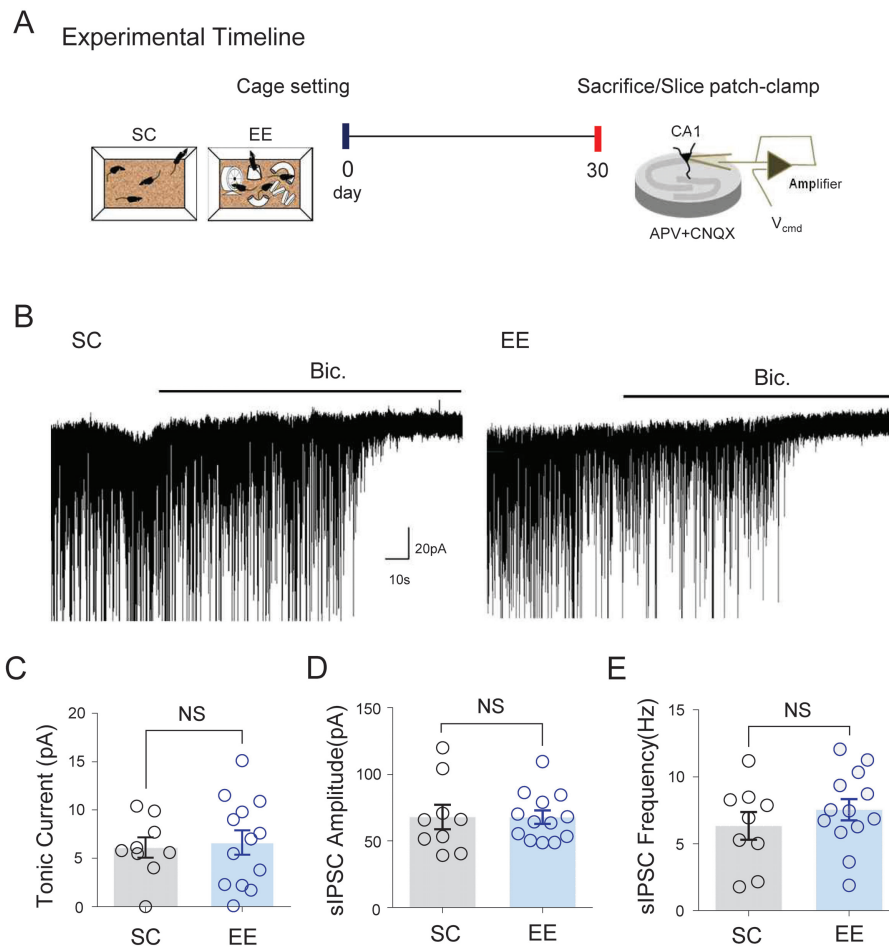 A
Experimental Timeline
Cage setting
Sacrifice/Slice patch-clamp
SC
EE
CA1
0
day
30
Amplifier
Vcmd
APV+CNQX
B
SC
EE
Bic.
Bic.
20pA
10s
C
D
E
Tonic Current (pA)
20
15
10
5
0
NS
SC
EE
sIPSC Amplitude(pA)
150
100
50
0
NS
SC
EE
sIPSC Frequency(Hz)
15
10
5
0
NS
SC
EE